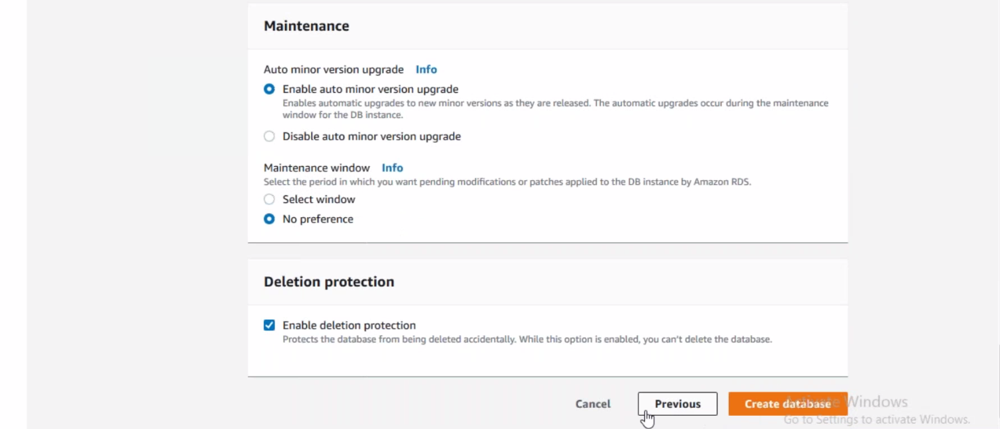 Maintenance
Auto minor version upgrade Info
Enable auto minor version upgrade
Enables automatic upgrades to new minor versions as they are released. The automatic upgrades occur during the maintenance
window for the DB instance.
Disable auto minor version upgrade
Maintenance window Info
Select the period in which you want pending modifications or patches applied to the DB instance by Amazon RDS.
Select window
No preference
Deletion protection
Enable deletion protection
Protects the database from being deleted accidentally. While this option is enabled, you can't delete the database.
Cancel Previous Create database
Activate Windows
Go to Settings to activate Windows.